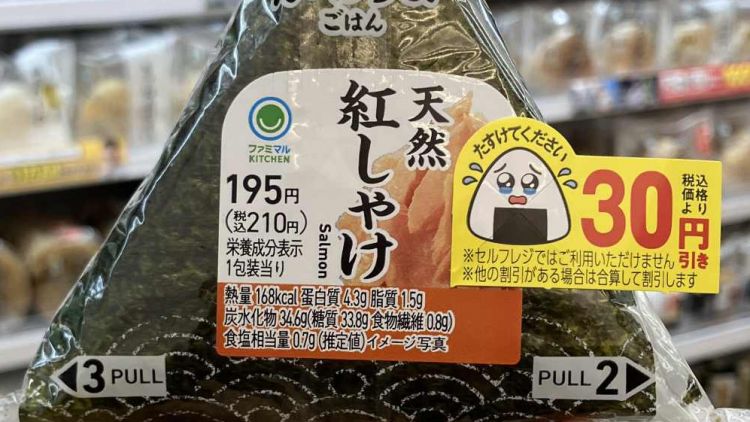 ごはん
ファミマル
KITCHEN
天然
紅しゃけ
Salmon
195円
(税込210円)
栄養成分表示
1包装当り
熱量 168kcal 蛋白質 4.3g 脂質 1.5g
炭水化物 34.6g(糖質 33.8g 食物繊維 0.8g)
食塩相当量 0.7g (推定値) イメージ写真
たすけてください
30円引き
税込価格より
※セルフレジではご利用いただけません
※他の割引がある場合は合算して割引します
3 PULL
PULL 2